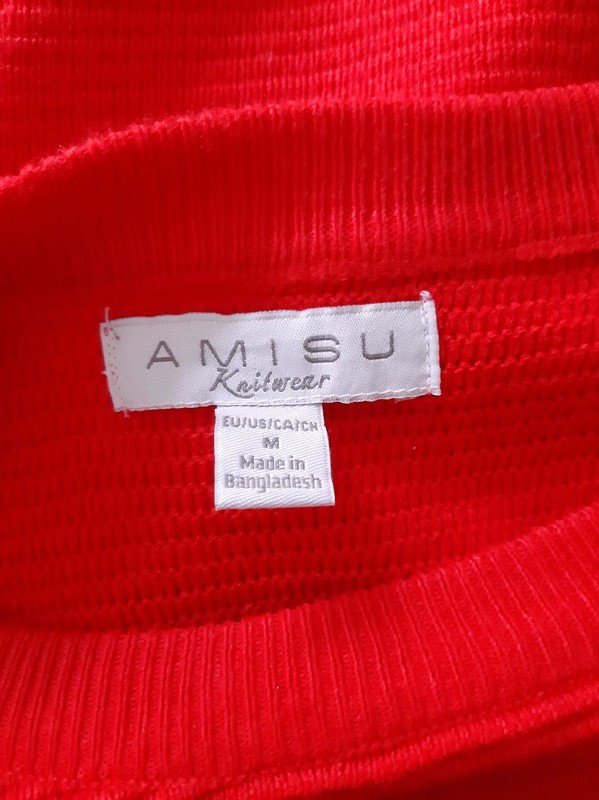 AMISU
Knitwear
EU/US/CA/CH
M
Made in
Bangladesh